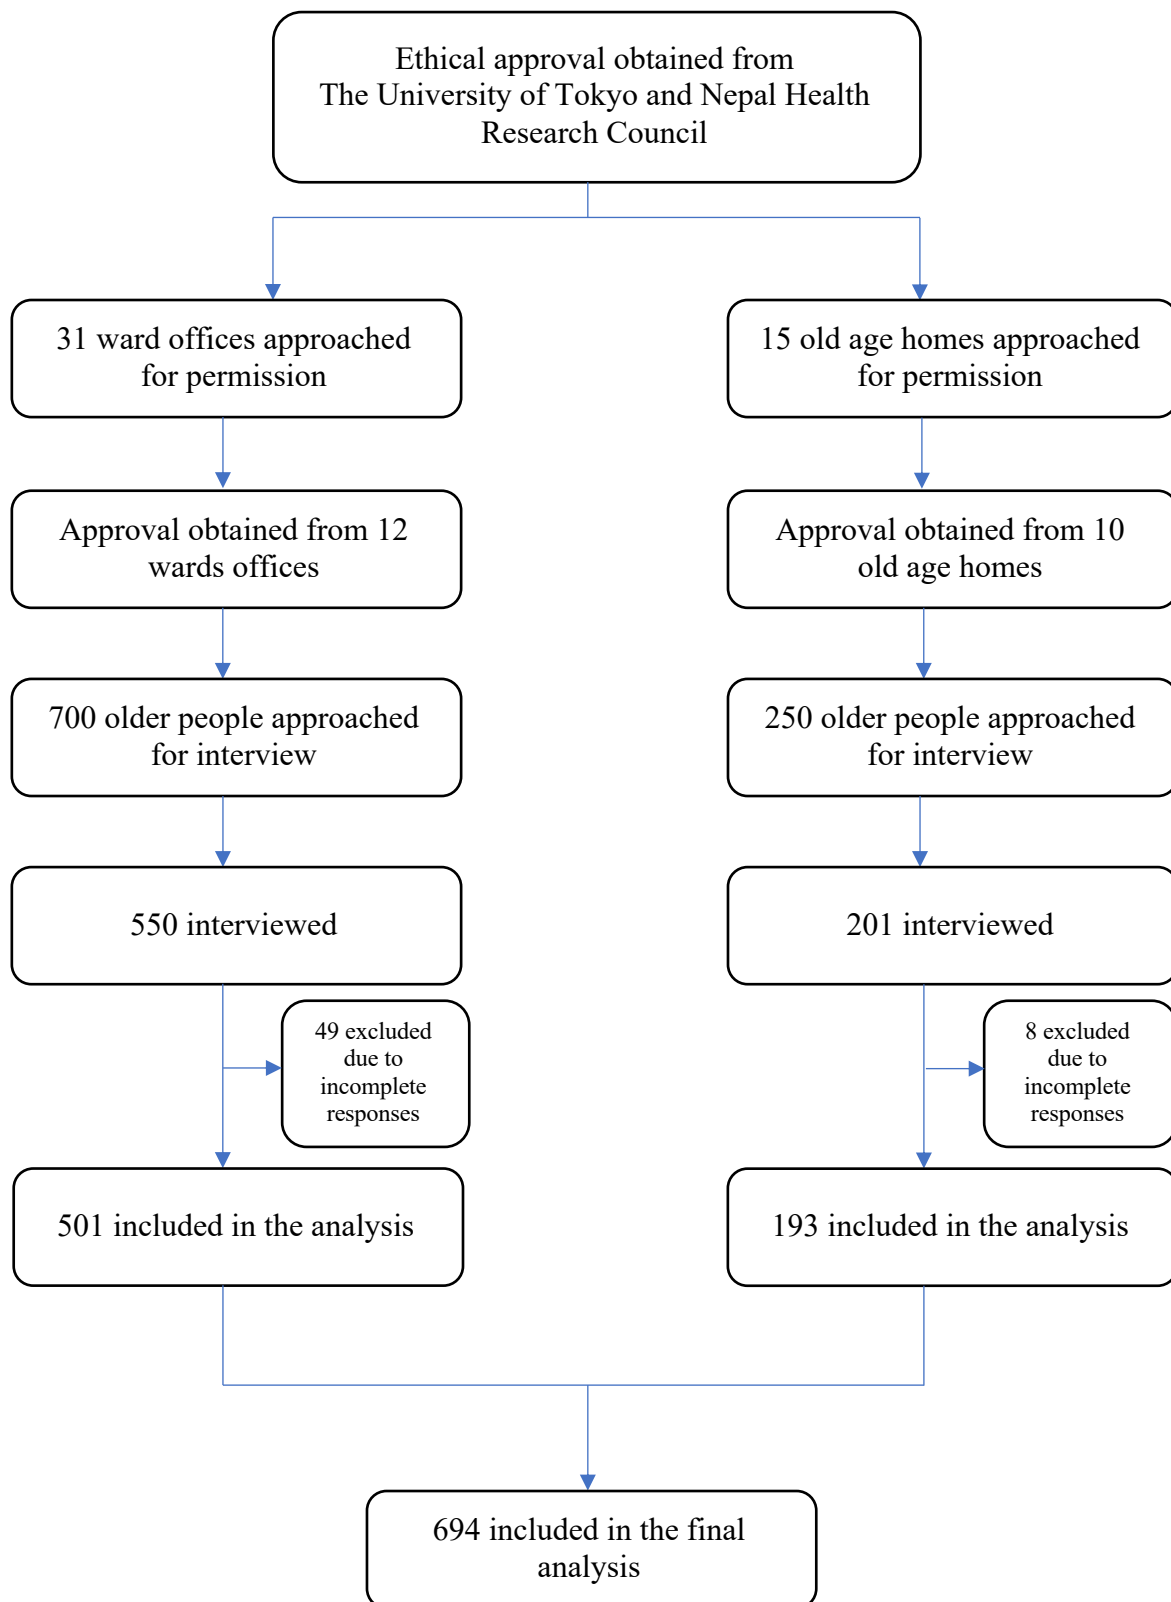 Ethical approval obtained from
The University of Tokyo and Nepal Health
Research Council
31 ward offices approached
for permission
15 old age homes approached
for permission
Approval obtained from 12
wards offices
Approval obtained from 10
old age homes
700 older people approached
for interview
250 older people approached
for interview
550 interviewed
201 interviewed
49 excluded
due to
incomplete
responses
8 excluded
due to
incomplete
responses
501 included in the analysis
193 included in the analysis
694 included in the final
analysis